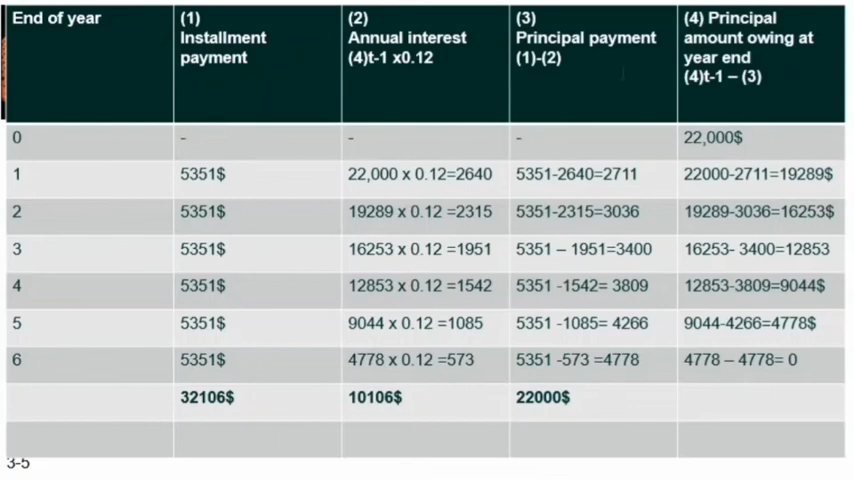 End of year (1) (2) (3) (4) Principal
Installment Annual interest Principal payment amount owing at
payment (4)t-1 x0.12 (1)-(2) year end
(4)t-1 – (3)
0 - - - 22,000$
1 5351$ 22,000 x 0.12=2640 5351-2640=2711 22000-2711=19289$
2 5351$ 19289 x 0.12 =2315 5351-2315=3036 19289-3036=16253$
3 5351$ 16253 x 0.12 =1951 5351 – 1951=3400 16253- 3400=12853
4 5351$ 12853 x 0.12 =1542 5351 -1542= 3809 12853-3809=9044$
5 5351$ 9044 x 0.12 =1085 5351 -1085= 4266 9044-4266=4778$
6 5351$ 4778 x 0.12 =573 5351 -573 =4778 4778 – 4778= 0
32106$ 10106$ 22000$
3-5